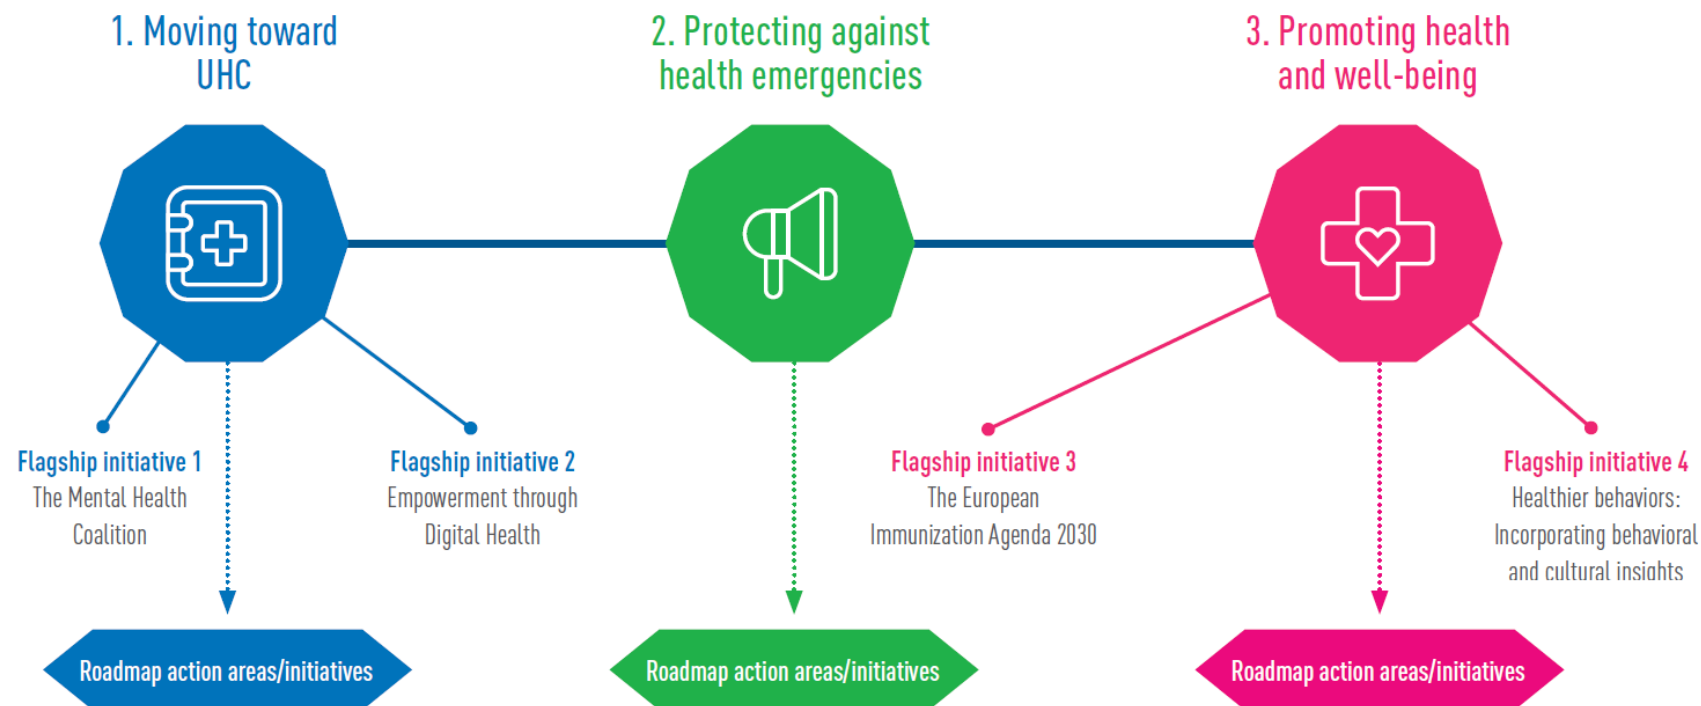 1. Moving toward
UHC
2. Protecting against
health emergencies
3. Promoting health
and well-being
Flagship initiative 1
The Mental Health
Coalition
Flagship initiative 2
Empowerment through
Digital Health
Flagship initiative 3
The European
Immunization Agenda 2030
Flagship initiative 4
Healthier behaviors:
Incorporating behavioral
and cultural insights
Roadmap action areas/initiatives
Roadmap action areas/initiatives
Roadmap action areas/initiatives